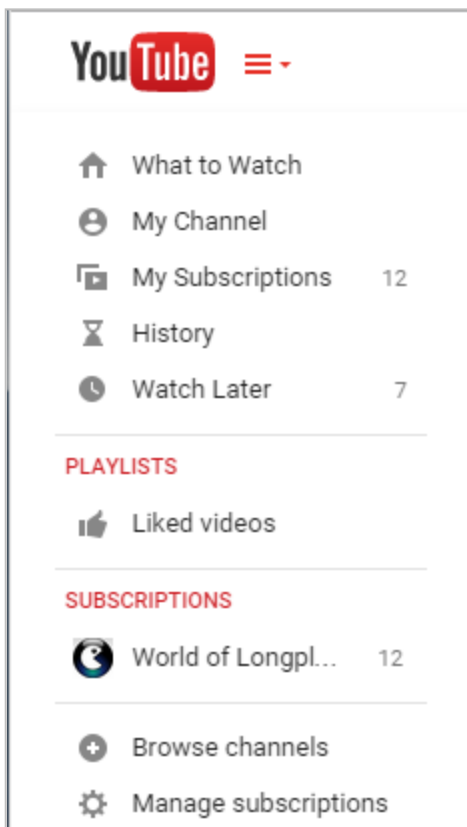 YouTube
What to Watch
My Channel
My Subscriptions 12
History
Watch Later 7
PLAYLISTS
Liked videos
SUBSCRIPTIONS
World of Longpl... 12
Browse channels
Manage subscriptions